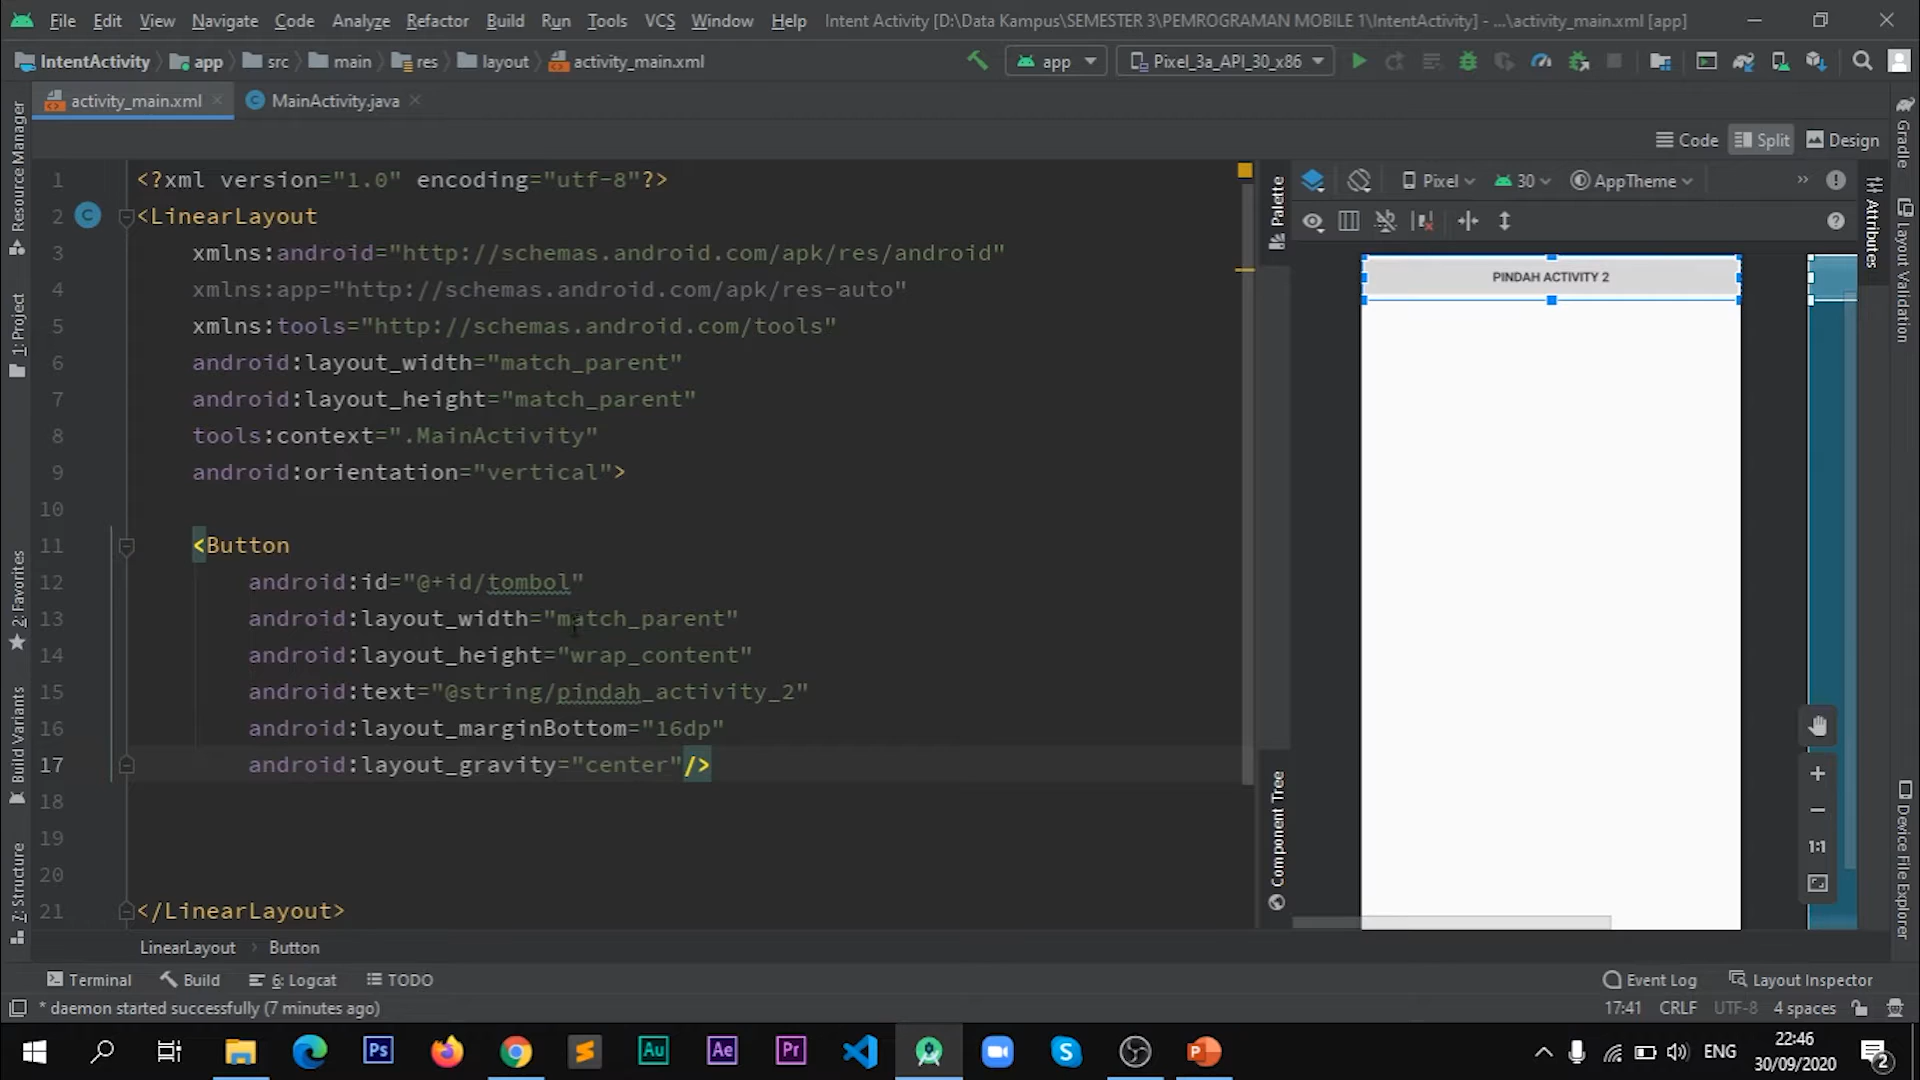 File Edit View Navigate Code Analyze Refactor Build Run Tools VCS Window Help Intent Activity [D:\Data Kampus\SEMESTER 3\PEMROGRAMAN MOBILE 1\IntentActivity] - ...\activity_main.xml [app]
IntentActivity app src main res layout activity_main.xml app Pixel_3a_API_30_x86
activity_main.xml MainActivity.java
Code Split Design
Resource Manager
1: Project
2: Favorites
Build Variants
7: Structure
1 <?xml version="1.0" encoding="utf-8"?>
2 <LinearLayout
3 xmlns:android="http://schemas.android.com/apk/res/android"
4 xmlns:app="http://schemas.android.com/apk/res-auto"
5 xmlns:tools="http://schemas.android.com/tools"
6 android:layout_width="match_parent"
7 android:layout_height="match_parent"
8 tools:context=".MainActivity"
9 android:orientation="vertical">
10
11 <Button
12 android:id="@+id/tombol"
13 android:layout_width="match_parent"
14 android:layout_height="wrap_content"
15 android:text="@string/pindah_activity_2"
16 android:layout_marginBottom="16dp"
17 android:layout_gravity="center"/>
18
19
20
21 </LinearLayout>
Palette
Component Tree
Pixel 30 AppTheme
PINDAH ACTIVITY 2
1:1
Gradle
Attributes
Layout Validation
Device File Explorer
LinearLayout Button
Terminal Build 6: Logcat TODO Event Log Layout Inspector
* daemon started successfully (7 minutes ago) 17:41 CRLF UTF-8 4 spaces
Ps Au Ae Pr ENG 22:46
30/09/2020 2